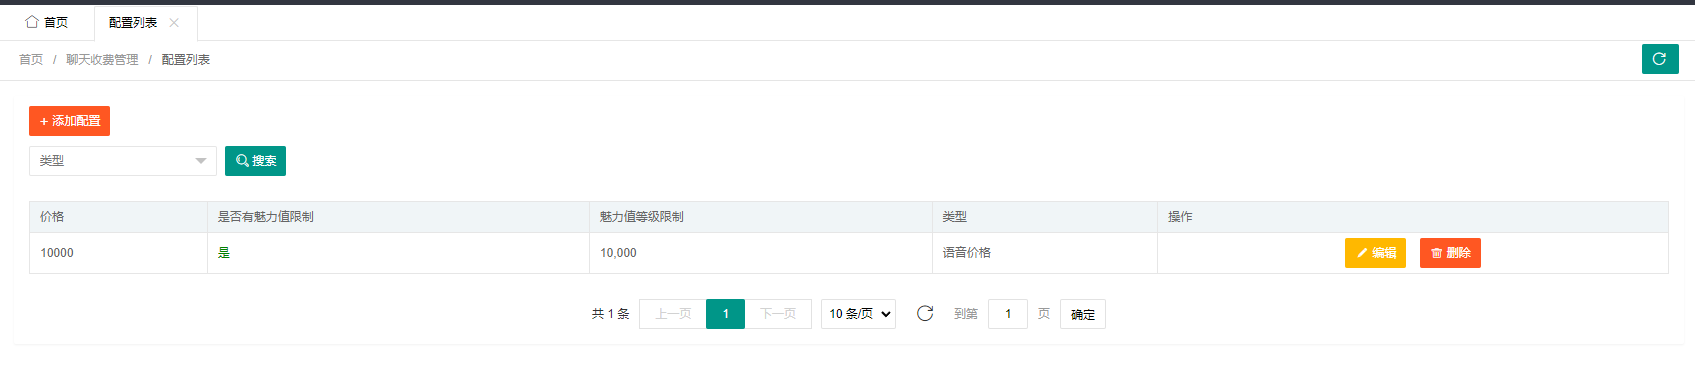 首页 配置列表
首页 / 聊天收费管理 / 配置列表
+ 添加配置
类型 搜索
价格 是否有魅力值限制 魅力值等级限制 类型 操作
10000 是 10,000 语音价格 编辑 删除
共 1 条 上一页 1 下一页 10 条/页 到第 1 页 确定